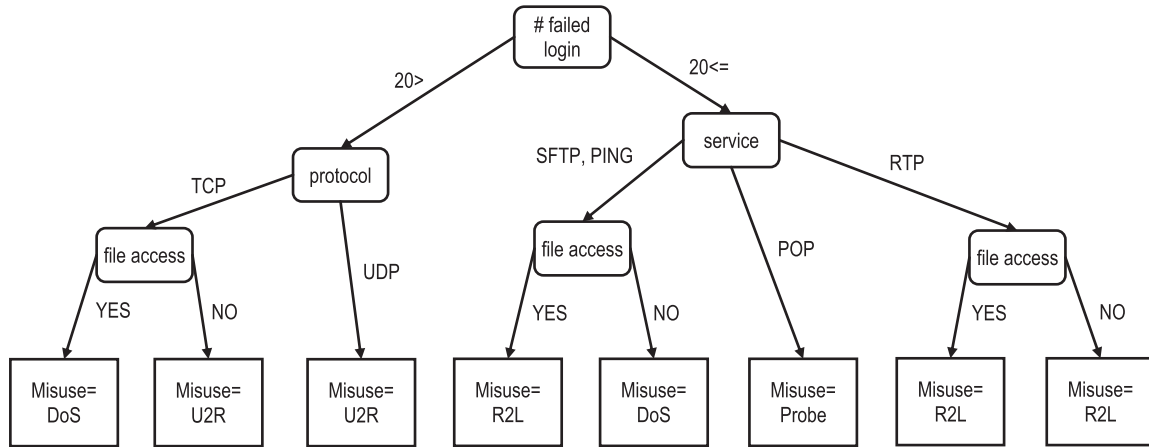 # failed
login
20>
20<=
protocol
service
TCP
UDP
SFTP, PING
POP
RTP
file access
file access
file access
YES
NO
YES
NO
YES
NO
Misuse=
DoS
Misuse=
U2R
Misuse=
U2R
Misuse=
R2L
Misuse=
DoS
Misuse=
Probe
Misuse=
R2L
Misuse=
R2L